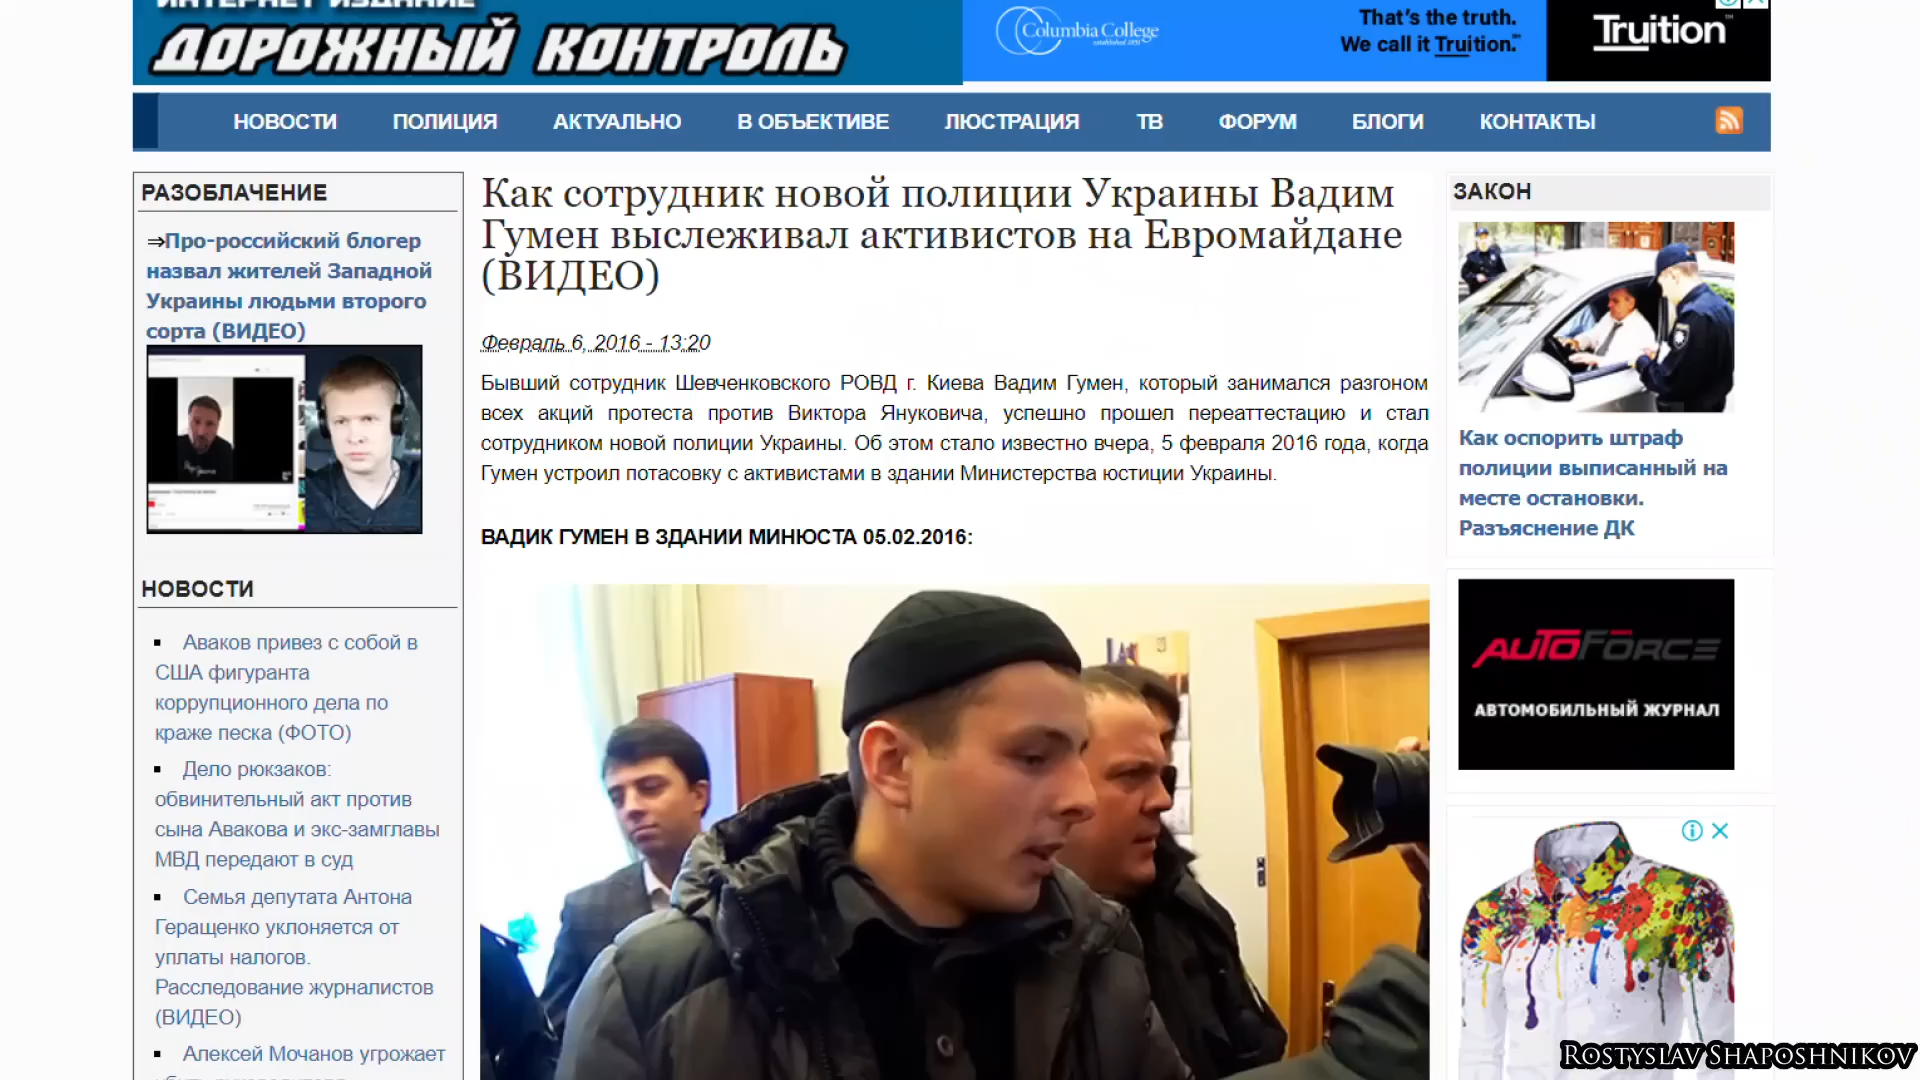 ИНТЕРНЕТ ИЗДАНИЕ
ДОРОЖНЫЙ КОНТРОЛЬ
Columbia College
established 1851
That's the truth.
We call it Truition.
Truition
НОВОСТИ ПОЛИЦИЯ АКТУАЛЬНО В ОБЪЕКТИВЕ ЛЮСТРАЦИЯ ТВ ФОРУМ БЛОГИ КОНТАКТЫ
РАЗОБЛАЧЕНИЕ
⇒Про-российский блогер
назвал жителей Западной
Украины людьми второго
сорта (ВИДЕО)
НОВОСТИ
Аваков привез с собой в
США фигуранта
коррупционного дела по
краже песка (ФОТО)
Дело рюкзаков:
обвинительный акт против
сына Авакова и экс-замглавы
МВД передают в суд
Семья депутата Антона
Геращенко уклоняется от
уплаты налогов.
Расследование журналистов
(ВИДЕО)
Алексей Мочанов угрожает
Как сотрудник новой полиции Украины Вадим
Гумен выслеживал активистов на Евромайдане
(ВИДЕО)
Февраль 6, 2016 - 13:20
Бывший сотрудник Шевченковского РОВД г. Киева Вадим Гумен, который занимался разгоном
всех акций протеста против Виктора Януковича, успешно прошел переаттестацию и стал
сотрудником новой полиции Украины. Об этом стало известно вчера, 5 февраля 2016 года, когда
Гумен устроил потасовку с активистами в здании Министерства юстиции Украины.
ВАДИК ГУМЕН В ЗДАНИИ МИНЮСТА 05.02.2016:
ЗАКОН
Как оспорить штраф
полиции выписанный на
месте остановки.
Разъяснение ДК
AUTOFORCE
АВТОМОБИЛЬНЫЙ ЖУРНАЛ
Rostyslav Shaposhnikov